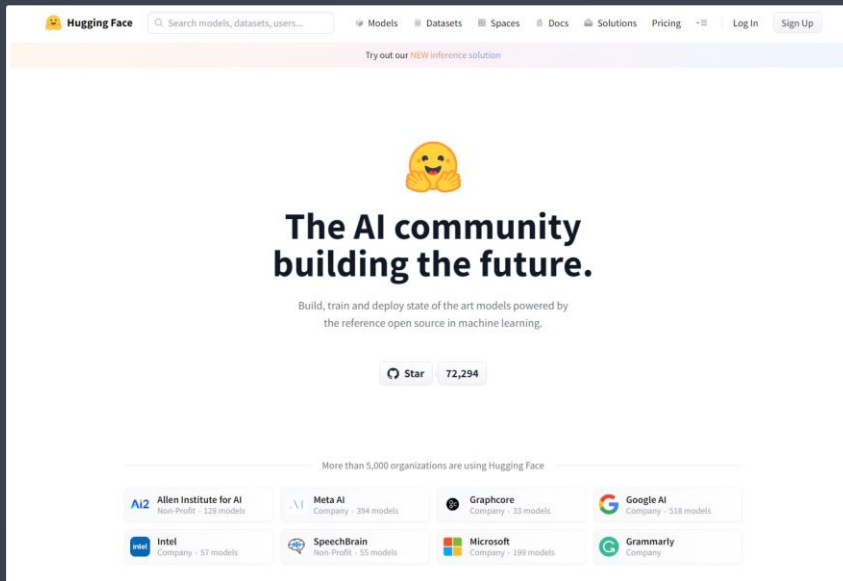 Hugging Face
Search models, datasets, users...
Models
Datasets
Spaces
Docs
Solutions
Pricing
Log In
Sign Up
Try out our NEW inference solution
The AI community
building the future.
Build, train and deploy state of the art models powered by
the reference open source in machine learning.
Star 72,294
More than 5,000 organizations are using Hugging Face
Ai2
Allen Institute for AI
Non-Profit · 128 models
Meta AI
Company · 394 models
Graphcore
Company · 33 models
Google AI
Company · 518 models
intel
Intel
Company · 57 models
SpeechBrain
Non-Profit · 55 models
Microsoft
Company · 199 models
Grammarly
Company